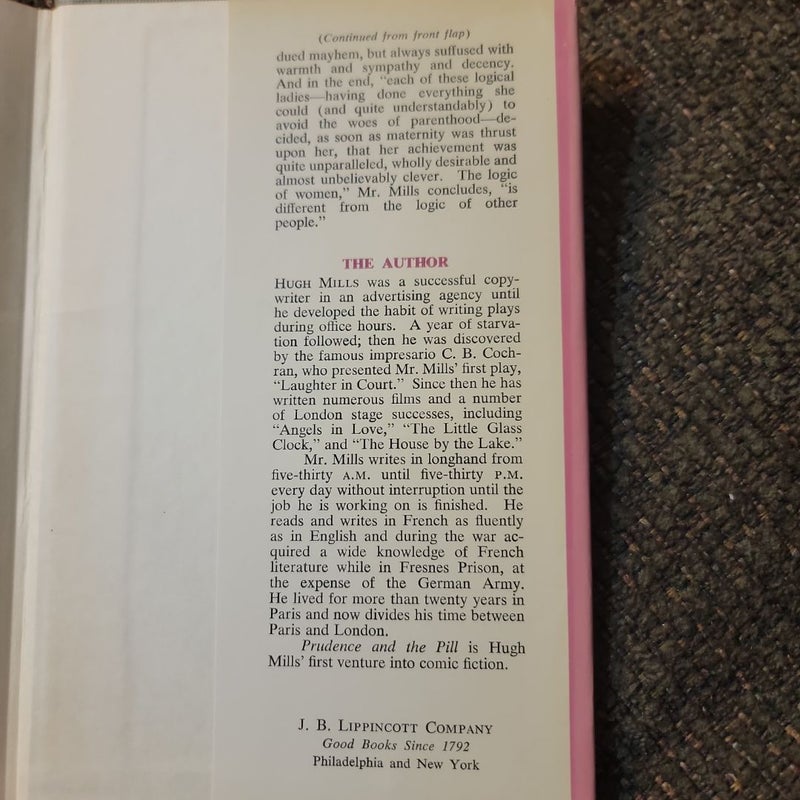 (Continued from front flap)
dued mayhem, but always suffused with
warmth and sympathy and decency.
And in the end, "each of these logical
ladies—having done everything she
could (and quite understandably) to
avoid the woes of parenthood—de-
cided, as soon as maternity was thrust
upon her, that her achievement was
quite unparalleled, wholly desirable and
almost unbelievably clever. The logic
of women," Mr. Mills concludes, "is
different from the logic of other
people."
THE AUTHOR
HUGH MILLS was a successful copy-
writer in an advertising agency until
he developed the habit of writing plays
during office hours. A year of starva-
tion followed; then he was discovered
by the famous impresario C. B. Coch-
ran, who presented Mr. Mills' first play,
"Laughter in Court." Since then he has
written numerous films and a number
of London stage successes, including
"Angels in Love," "The Little Glass
Clock," and "The House by the Lake."
Mr. Mills writes in longhand from
five-thirty A.M. until five-thirty P.M.
every day without interruption until the
job he is working on is finished. He
reads and writes in French as fluently
as in English and during the war ac-
quired a wide knowledge of French
literature while in Fresnes Prison, at
the expense of the German Army.
He lived for more than twenty years in
Paris and now divides his time between
Paris and London.
Prudence and the Pill is Hugh
Mills' first venture into comic fiction.
J. B. LIPPINCOTT COMPANY
Good Books Since 1792
Philadelphia and New York